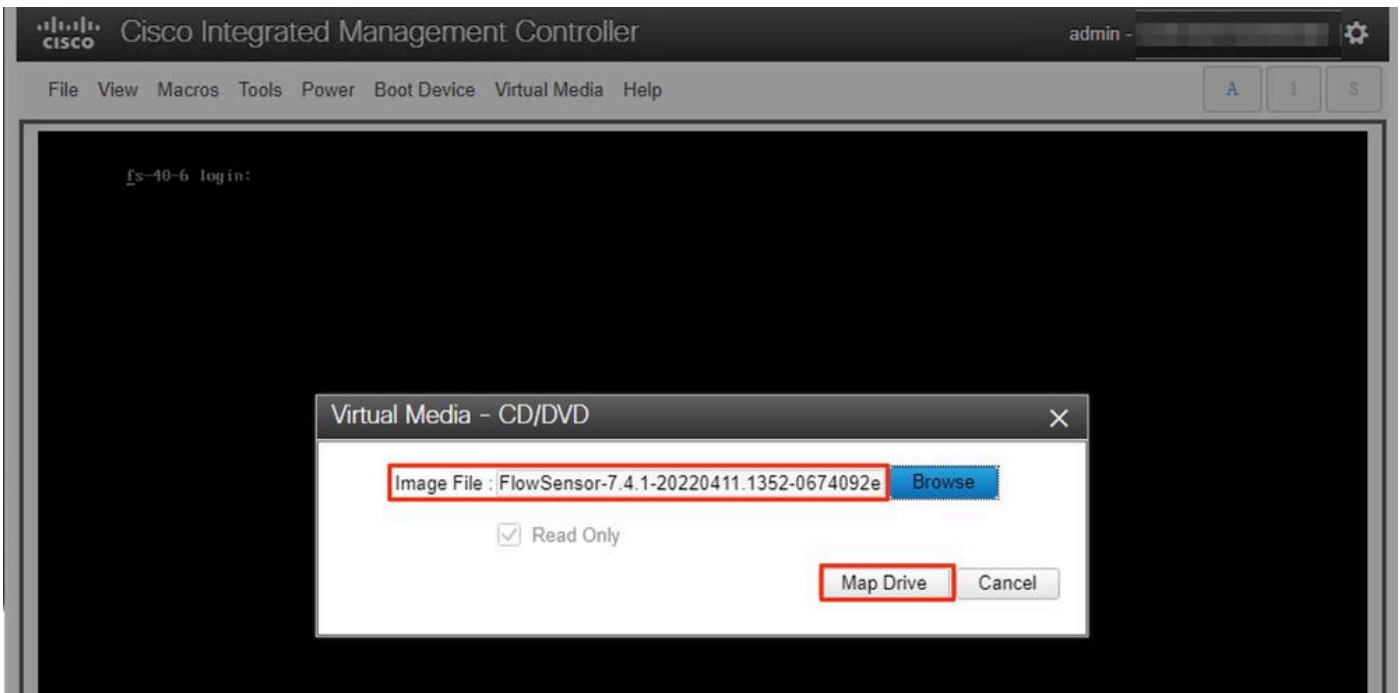 CISCO Cisco Integrated Management Controller admin -
File View Macros Tools Power Boot Device Virtual Media Help A 1 S
fs-40-6 login:
Virtual Media - CD/DVD
Image File : FlowSensor-7.4.1-20220411.1352-0674092e Browse
Read Only
Map Drive Cancel